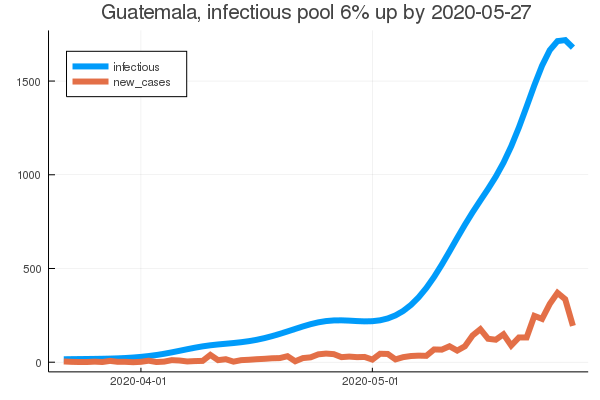 Guatemala, infectious pool 6% up by 2020-05-27
infectious
new_cases
1500
1000
500
0
2020-04-01
2020-05-01